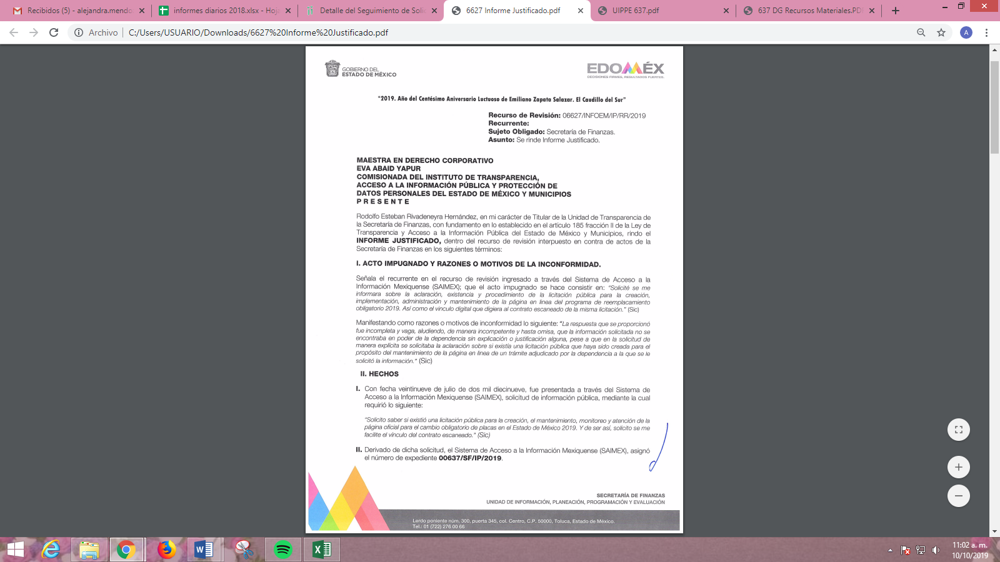 Recibidos (5) - alejandra.mendo
informes diarios 2018.xlsx - Hoja
Detalle del Seguimiento de Soli
6627 Informe Justificado.pdf
UIPPE 637.pdf
637 DG Recursos Materiales.PDF
Archivo
C:/Users/USUARIO/Downloads/6627%20Informe%20Justificado.pdf
A
GOBIERNO DEL
ESTADO DE MÉXICO
EDOMÉX
DECISIONES FIRMES, RESULTADOS FUERTES.
"2019. Año del Centésimo Aniversario Luctuoso de Emiliano Zapata Salazar. El Caudillo del Sur"
Recurso de Revisión: 06627/INFOEM/IP/RR/2019
Recurrente:
Sujeto Obligado: Secretaría de Finanzas.
Asunto: Se rinde Informe Justificado.
MAESTRA EN DERECHO CORPORATIVO
EVA ABAID YAPUR
COMISIONADA DEL INSTITUTO DE TRANSPARENCIA,
ACCESO A LA INFORMACIÓN PÚBLICA Y PROTECCIÓN DE
DATOS PERSONALES DEL ESTADO DE MÉXICO Y MUNICIPIOS
P R E S E N T E
Rodolfo Esteban Rivadeneyra Hernández, en mi carácter de Titular de la Unidad de Transparencia de
la Secretaría de Finanzas, con fundamento en lo establecido en el artículo 185 fracción II de la Ley de
Transparencia y Acceso a la Información Pública del Estado de México y Municipios, rindo el
INFORME JUSTIFICADO, dentro del recurso de revisión interpuesto en contra de actos de la
Secretaría de Finanzas en los siguientes términos:
I. ACTO IMPUGNADO Y RAZONES O MOTIVOS DE LA INCONFORMIDAD.
Señala el recurrente en el recurso de revisión ingresado a través del Sistema de Acceso a la
Información Mexiquense (SAIMEX); que el acto impugnado se hace consistir en: "Solicité se me
informara sobre la aclaración, existencia y procedimiento de la licitación pública para la creación,
implementación, administración y mantenimiento de la página en linea del programa de reemplacamiento
obligatorio 2019. Así como el vinculo digital que digiera al contrato escaneado de la misma licitación." (Sic)
Manifestando como razones o motivos de inconformidad lo siguiente: "La respuesta que se proporcionó
fue incompleta y vaga, aludiendo, de manera incompetente y hasta omisa, que la información solicitada no se
encontraba en poder de la dependencia sin explicación o justificación alguna, pese a que en la solicitud de
manera explícita se solicitaba la aclaración sobre si existía una licitación pública que haya sido creada para el
propósito del mantenimiento de la página en línea de un trámite adjudicado por la dependencia a la que se le
solicitó la información." (Sic)
II. HECHOS
I. Con fecha veintinueve de julio de dos mil diecinueve, fue presentada a través del Sistema de
Acceso a la Información Mexiquense (SAIMEX), solicitud de información pública, mediante la cual
requirió lo siguiente:
"Solicito saber si existió una licitación pública para la creación, el mantenimiento, monitoreo y atención de la
página oficial para el cambio obligatorio de placas en el Estado de México 2019. Y de ser así, solicito se me
facilite el vínculo del contrato escaneado." (Sic)
II. Derivado de dicha solicitud, el Sistema de Acceso a la Información Mexiquense (SAIMEX), asignó
el número de expediente 00637/SF/IP/2019.
SECRETARÍA DE FINANZAS
UNIDAD DE INFORMACIÓN, PLANEACIÓN, PROGRAMACIÓN Y EVALUACIÓN
Lerdo poniente núm. 300, puerta 345, col. Centro, C.P. 50000, Toluca, Estado de México.
Tel.: 01 (722) 276 00 66
11:02 a. m.
10/10/2019